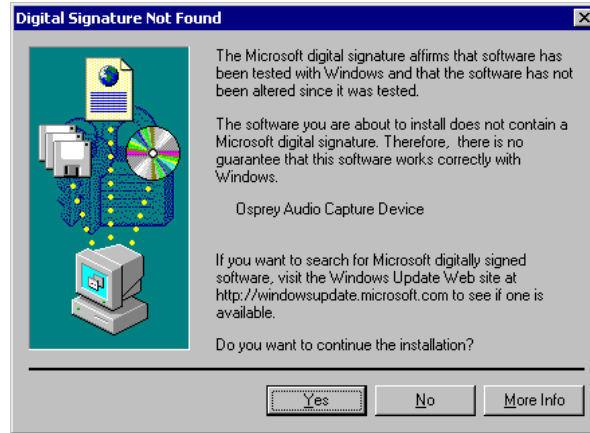 Digital Signature Not Found
The Microsoft digital signature affirms that software has
been tested with Windows and that the software has not
been altered since it was tested.
The software you are about to install does not contain a
Microsoft digital signature. Therefore, there is no
guarantee that this software works correctly with
Windows.
Osprey Audio Capture Device
If you want to search for Microsoft digitally signed
software, visit the Windows Update Web site at
http://windowsupdate.microsoft.com to see if one is
available.
Do you want to continue the installation?
Yes No More Info